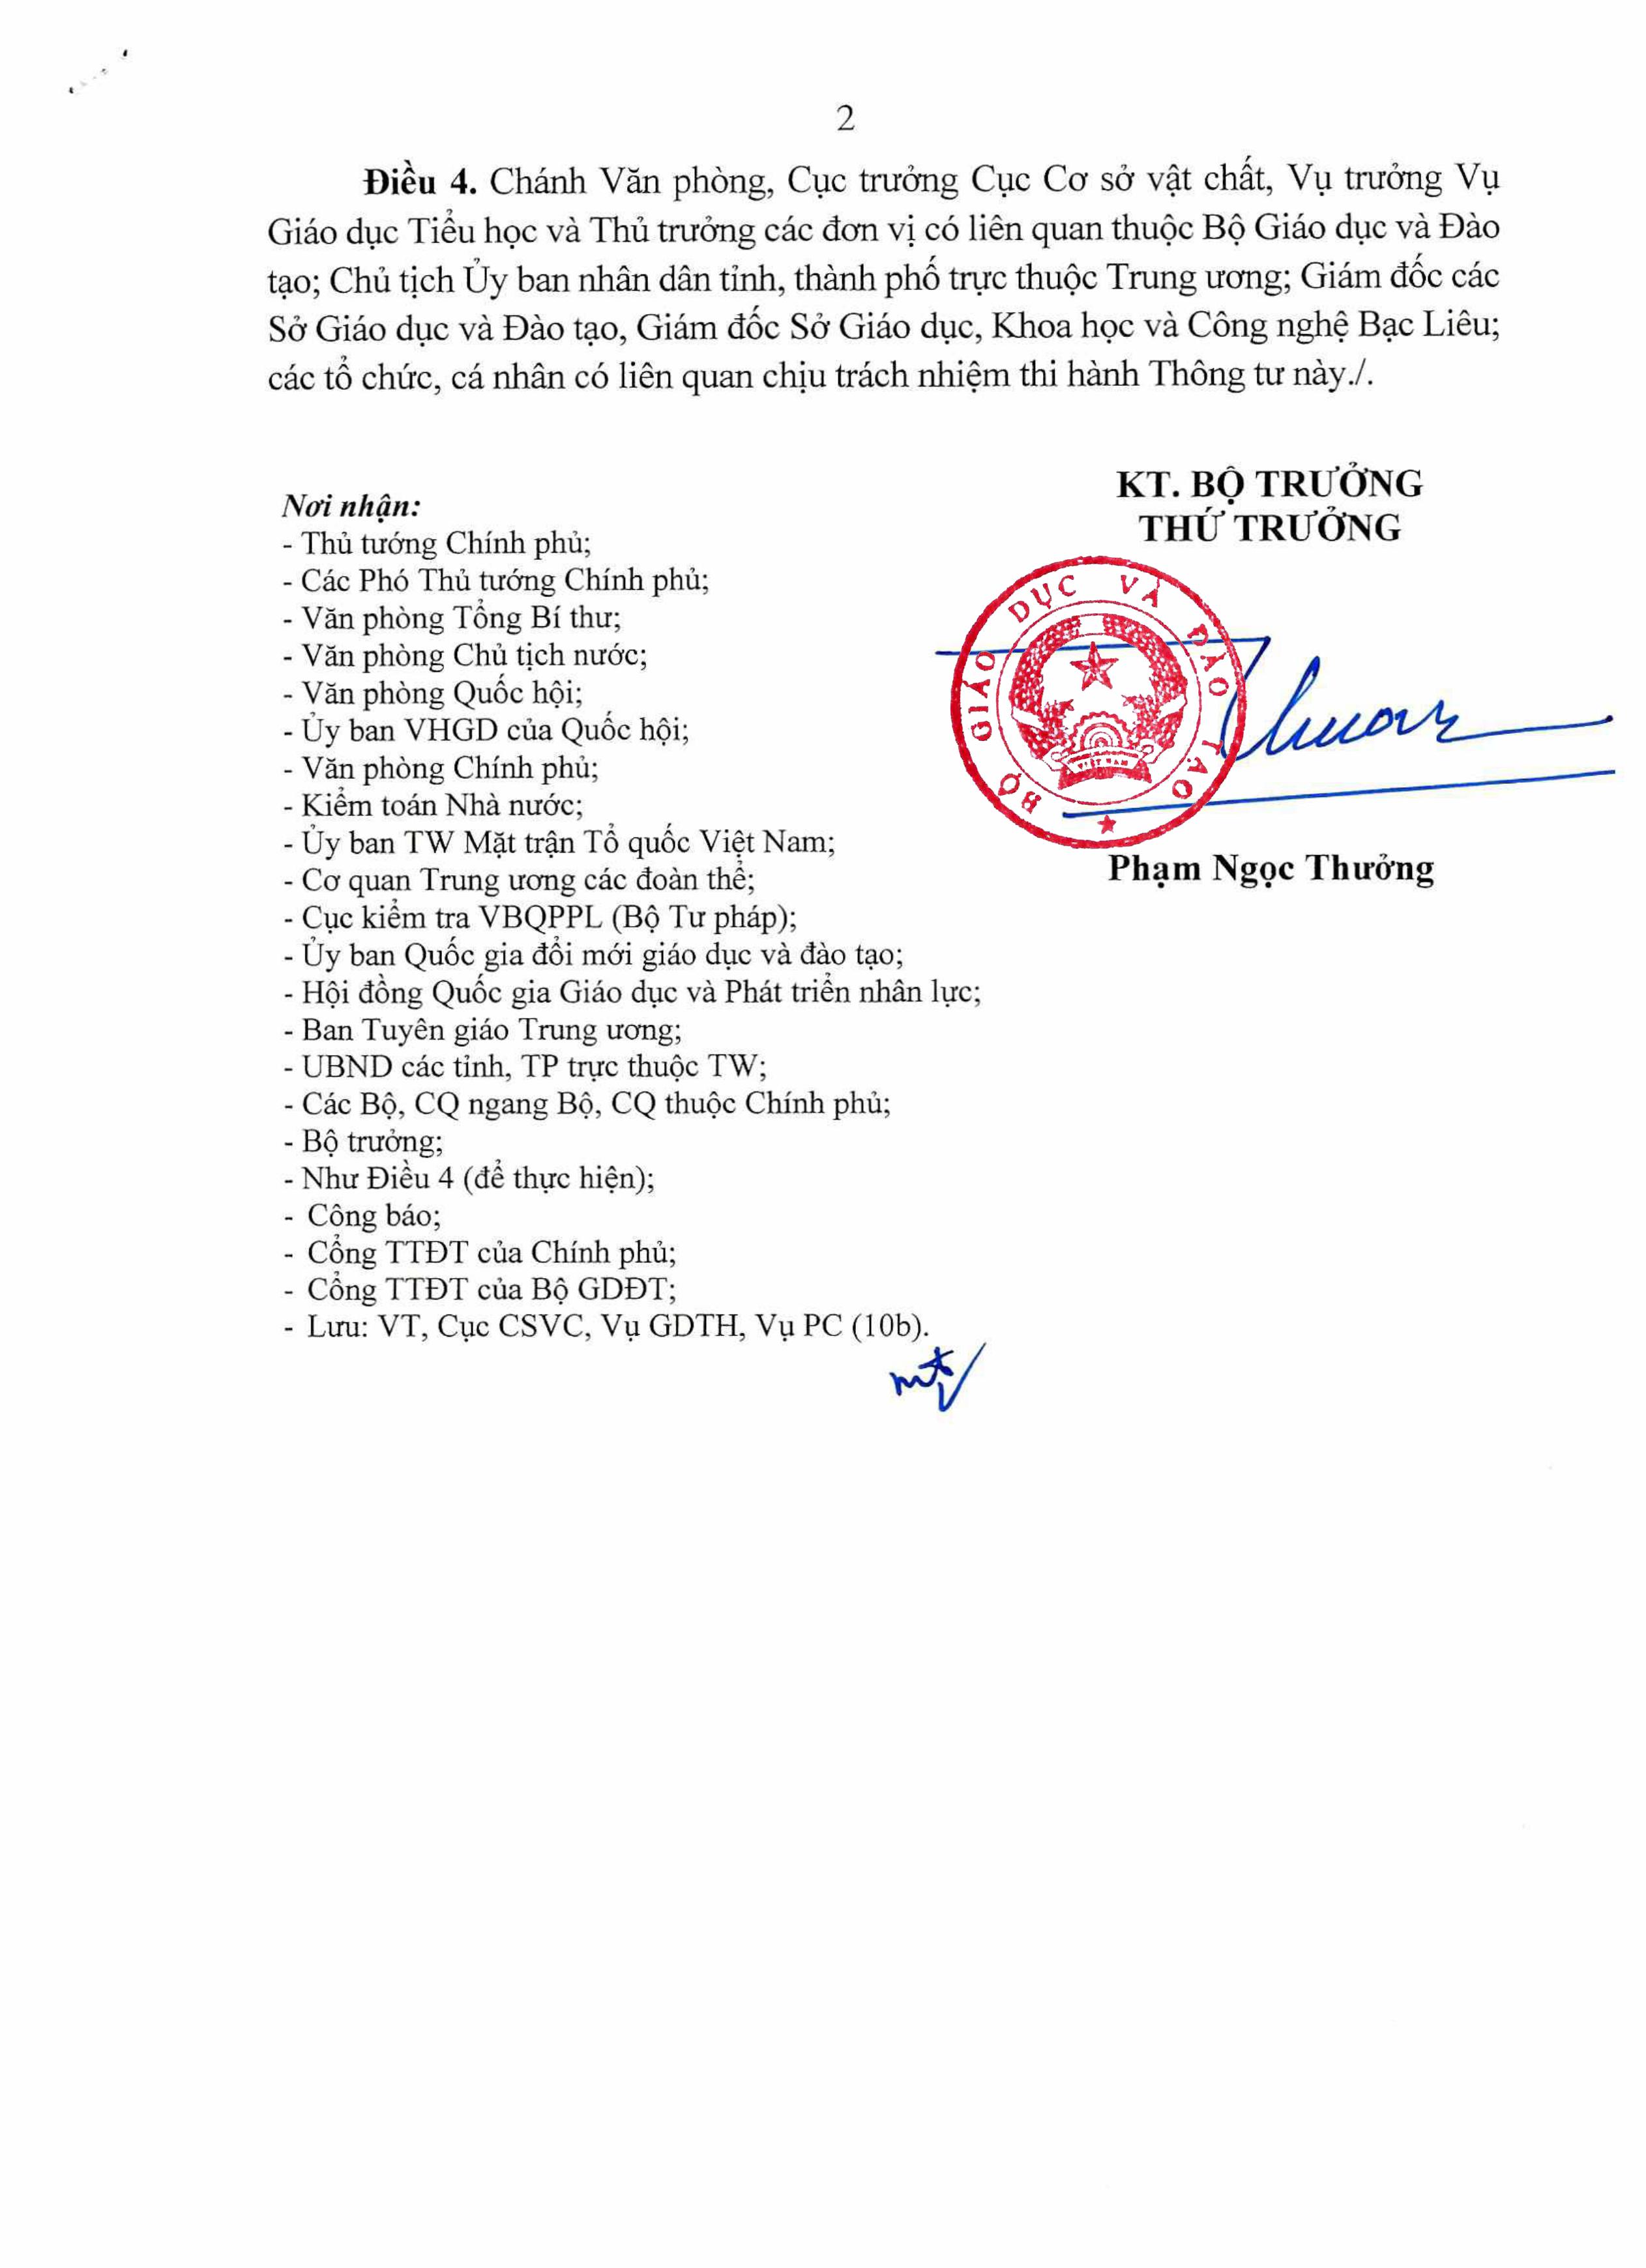 2
Điều 4. Chánh Văn phòng, Cục trưởng Cục Cơ sở vật chất, Vụ trưởng Vụ
Giáo dục Tiểu học và Thủ trưởng các đơn vị có liên quan thuộc Bộ Giáo dục và Đào
tạo; Chủ tịch Ủy ban nhân dân tỉnh, thành phố trực thuộc Trung ương; Giám đốc các
Sở Giáo dục và Đào tạo, Giám đốc Sở Giáo dục, Khoa học và Công nghệ Bạc Liêu;
các tổ chức, cá nhân có liên quan chịu trách nhiệm thi hành Thông tư này./.
Nơi nhận:
- Thủ tướng Chính phủ;
- Các Phó Thủ tướng Chính phủ;
- Văn phòng Tổng Bí thư;
- Văn phòng Chủ tịch nước;
- Văn phòng Quốc hội;
- Ủy ban VHGD của Quốc hội;
- Văn phòng Chính phủ;
- Kiểm toán Nhà nước;
- Ủy ban TW Mặt trận Tổ quốc Việt Nam;
- Cơ quan Trung ương các đoàn thể;
- Cục kiểm tra VBQPPL (Bộ Tư pháp);
- Ủy ban Quốc gia đổi mới giáo dục và đào tạo;
- Hội đồng Quốc gia Giáo dục và Phát triển nhân lực;
- Ban Tuyên giáo Trung ương;
- UBND các tỉnh, TP trực thuộc TW;
- Các Bộ, CQ ngang Bộ, CQ thuộc Chính phủ;
- Bộ trưởng;
- Như Điều 4 (để thực hiện);
- Công báo;
- Cổng TTĐT của Chính phủ;
- Cổng TTĐT của Bộ GDĐT;
- Lưu: VT, Cục CSVC, Vụ GDTH, Vụ PC (10b).
KT. BỘ TRƯỞNG
THỨ TRƯỞNG
BỘ GIÁO DỤC VÀ ĐÀO TẠO
VIỆT NAM
Phạm Ngọc Thưởng